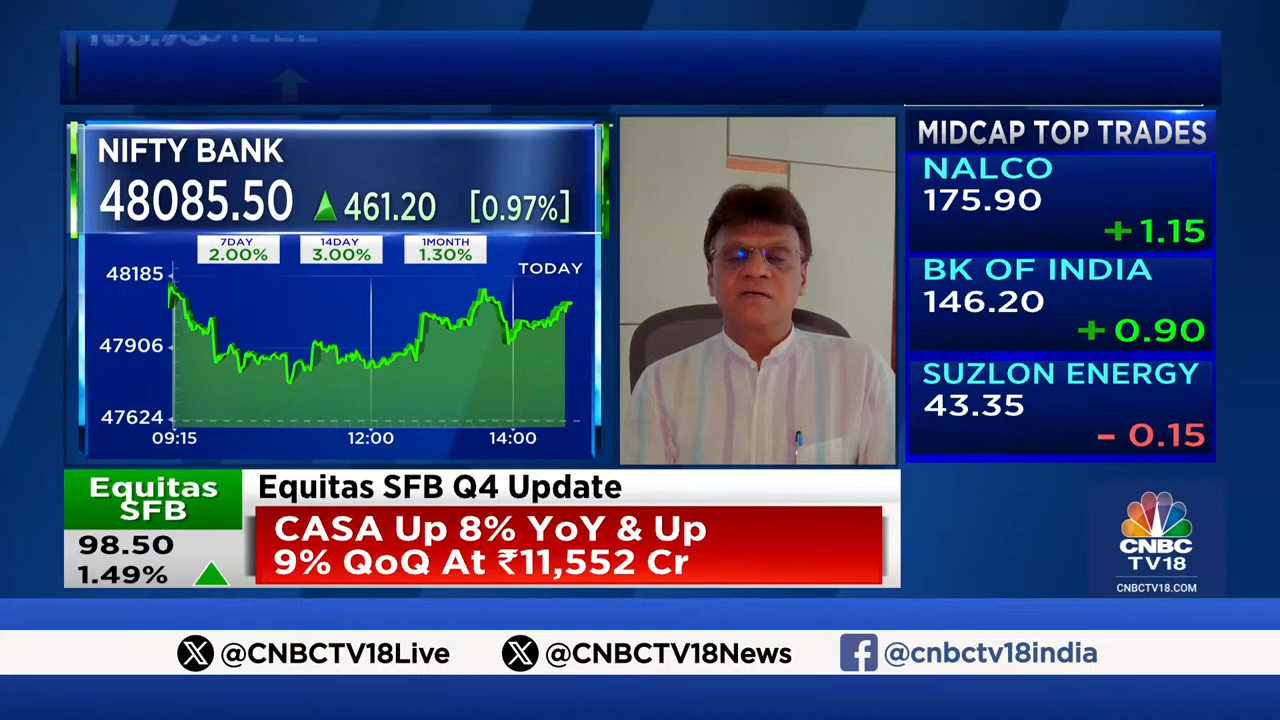 NIFTY BANK
48085.50 ▲ 461.20 [0.97%]
7DAY
2.00%
14DAY
3.00%
1MONTH
1.30%
TODAY
48185
47906
47624
09:15
12:00
14:00
MIDCAP TOP TRADES
NALCO
175.90
+1.15
BK OF INDIA
146.20
+0.90
SUZLON ENERGY
43.35
- 0.15
Equitas
SFB
98.50
1.49%
Equitas SFB Q4 Update
CASA Up 8% YoY & Up
9% QoQ At ₹11,552 Cr
CNBC
TV18
CNBCTV18.COM
@CNBCTV18Live
@CNBCTV18News
@cnbctv18india